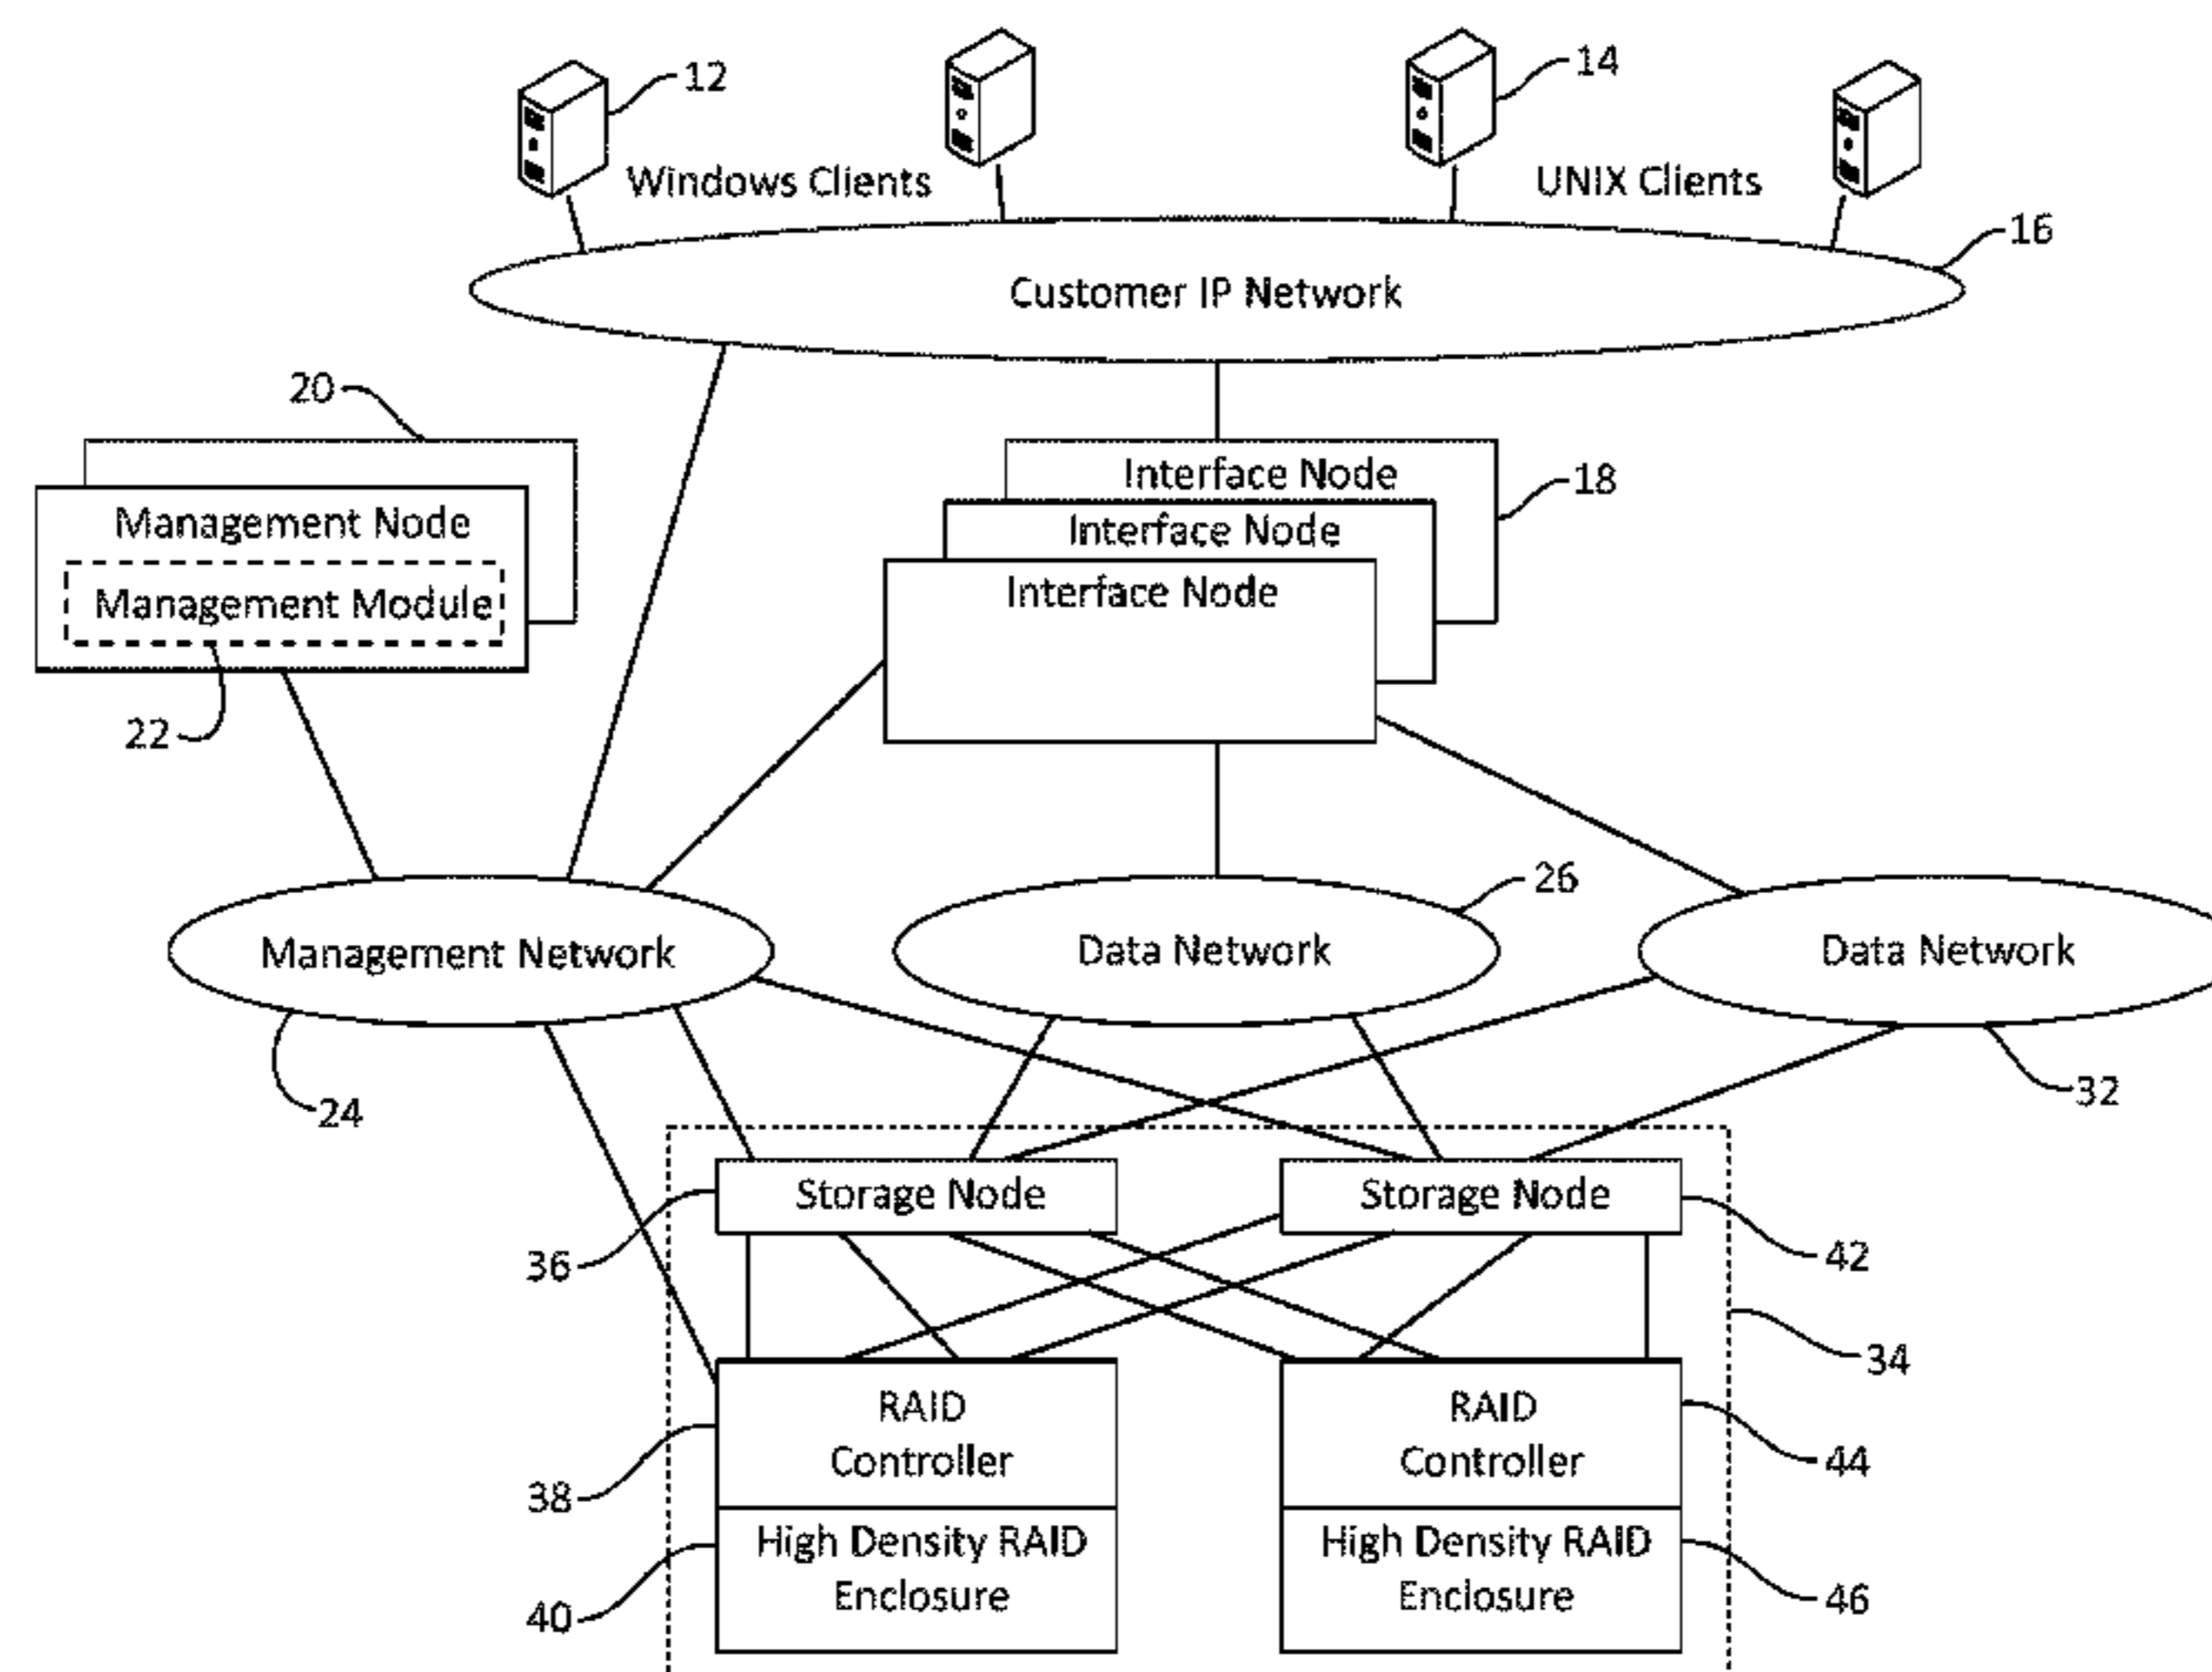 12
14
Windows Clients
UNIX Clients
16
Customer IP Network
20
Interface Node
18
Management Node
Interface Node
Management Module
Interface Node
22
26
Management Network
Data Network
Data Network
24
32
Storage Node
Storage Node
36
42
34
RAID
Controller
RAID
Controller
38
44
High Density RAID
Enclosure
High Density RAID
Enclosure
40
46